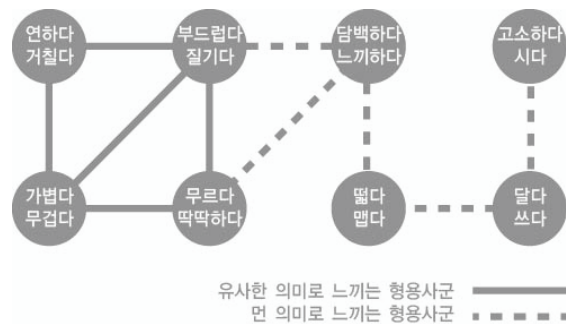 연하다
거칠다
부드럽다
질기다
담백하다
느끼하다
고소하다
시다
가볍다
무겁다
무르다
딱딱하다
떫다
맵다
달다
쓰다
유사한 의미로 느끼는 형용사군
먼 의미로 느끼는 형용사군